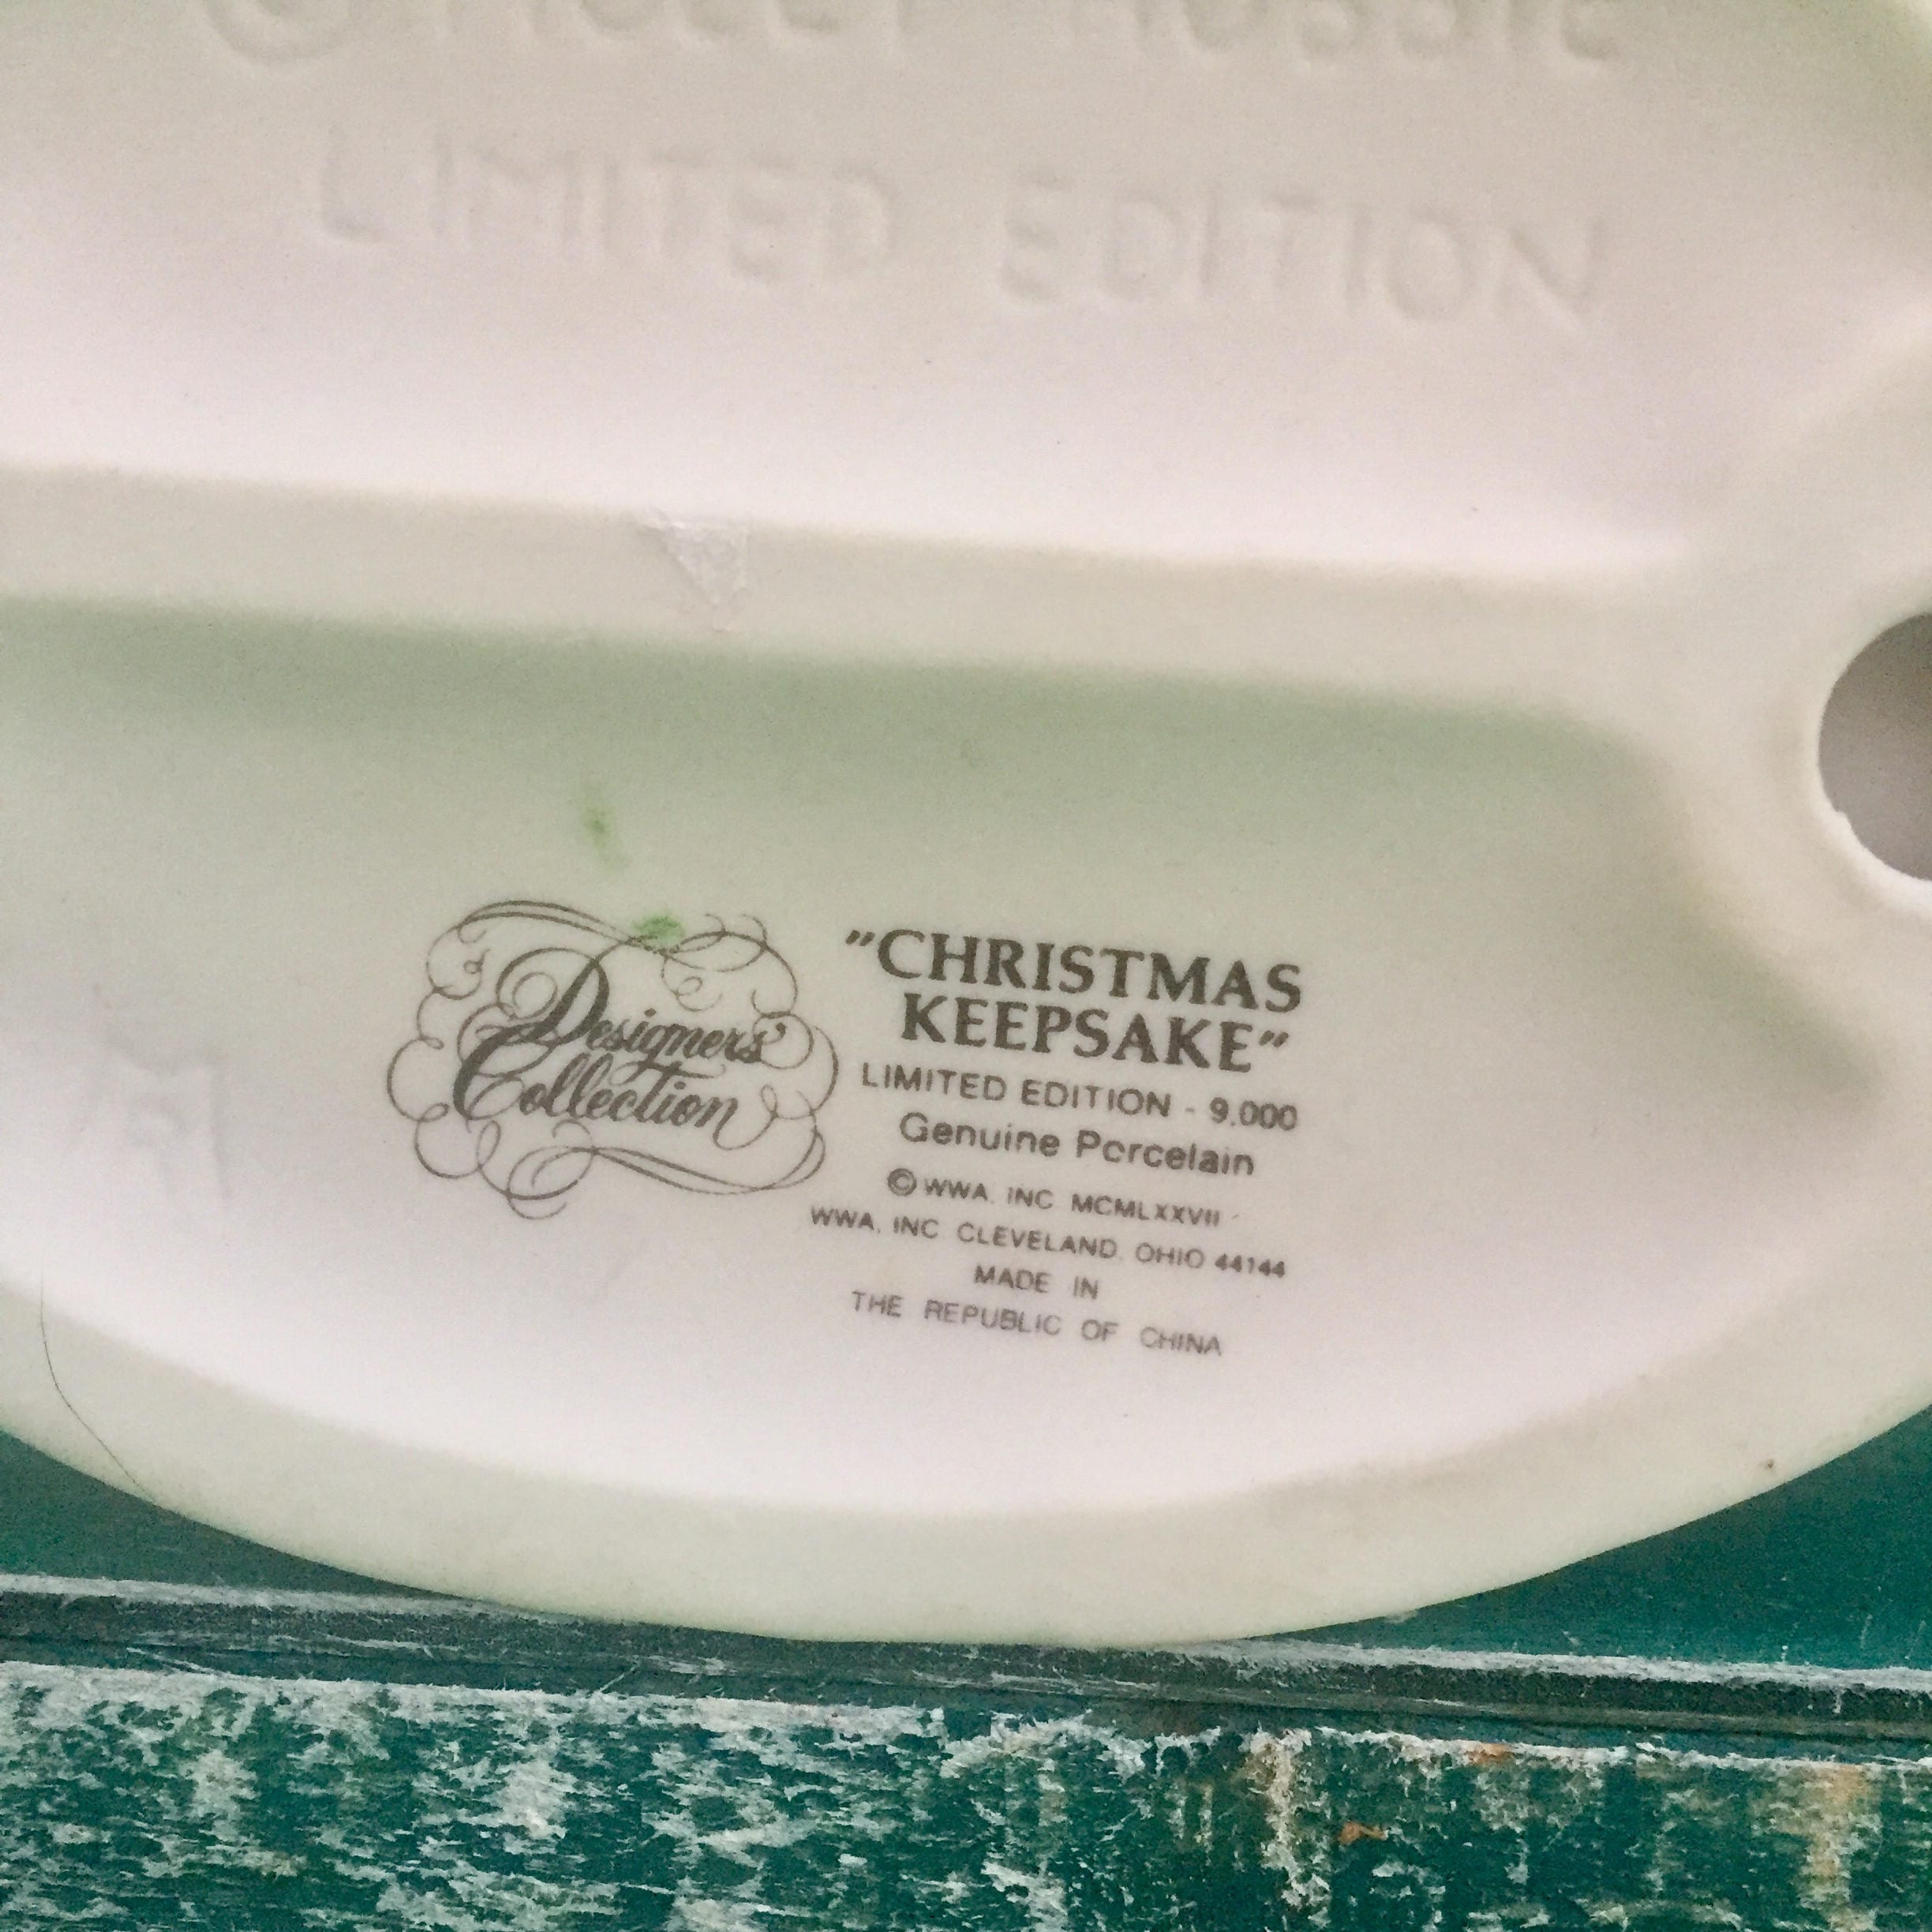 HOBBIE
LIMITED EDITION
Designers'
Collection
"CHRISTMAS
KEEPSAKE"
LIMITED EDITION - 9,000
Genuine Porcelain
© WWA, INC MCMLXXVII
WWA, INC CLEVELAND, OHIO 44144
MADE IN
THE REPUBLIC OF CHINA